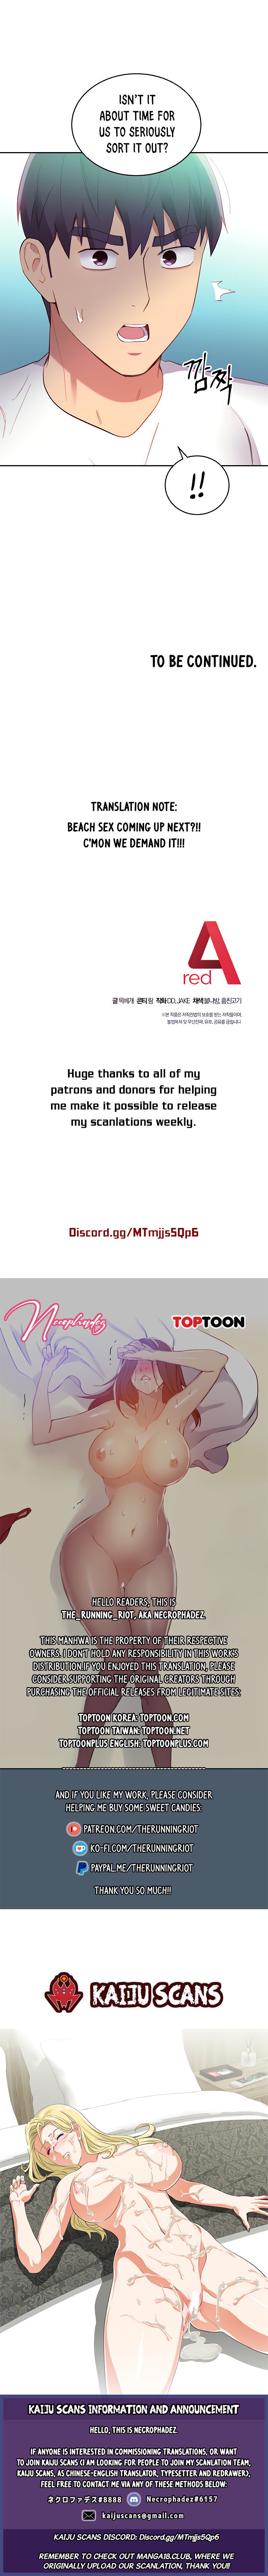 ISN'T IT
ABOUT TIME FOR
US TO SERIOUSLY
SORT IT OUT?
깜짝
!!
TO BE CONTINUED.
TRANSLATION NOTE:
BEACH SEX COMING UP NEXT?!!
C'MON WE DEMAND IT!!!
A
red
Huge thanks to all of my
patrons and donors for helping
me make it possible to release
my scanlations weekly.
Discord.gg/MTmjjs5Qp6
Necrophadez
TOPTOON
HELLO READERS, THIS IS
THE_RUNNING_RIOT, AKA NECROPHADEZ.
THIS MANHWA IS THE PROPERTY OF THEIR RESPECTIVE
OWNERS. I DON'T HOLD ANY RESPONSIBILITY IN THIS WORK'S
DISTRIBUTION.IF YOU ENJOYED THIS TRANSLATION, PLEASE
CONSIDER SUPPORTING THE ORIGINAL CREATORS THROUGH
PURCHASING THE OFFICIAL RELEASES FROM LEGITIMATE SITES:
TOPTOON KOREA: TOPTOON.COM
TOPTOON TAIWAN: TOPTOON.NET
TOPTOONPLUS ENGLISH: TOPTOONPLUS.COM
AND IF YOU LIKE MY WORK, PLEASE CONSIDER
HELPING ME BUY SOME SWEET CANDIES:
PATREON.COM/THERUNNINGRIOT
KO-FI.COM/THERUNNINGRIOT
PAYPAL.ME/THERUNNINGRIOT
THANK YOU SO MUCH!!!
KAIJU SCANS
KAIJU SCANS INFORMATION AND ANNOUNCEMENT
HELLO, THIS IS NECROPHADEZ.
IF ANYONE IS INTERESTED IN COMMISSIONING TRANSLATIONS, OR WANT
TO JOIN KAIJU SCANS (I AM LOOKING FOR PEOPLE TO JOIN MY SCANLATION TEAM,
KAIJU SCANS, AS CHINESE-ENGLISH TRANSLATOR, TYPESETTER AND REDRAWER),
FEEL FREE TO CONTACT ME VIA ANY OF THESE METHODS BELOW:
ネクロファデス#8888 Necrophadez#6157
kaijuscans@gmail.com
KAIJU SCANS DISCORD: Discord.gg/MTmjjs5Qp6
REMEMBER TO CHECK OUT MANGA18.CLUB, WHERE WE
ORIGINALLY UPLOAD OUR SCANLATION, THANK YOU!!